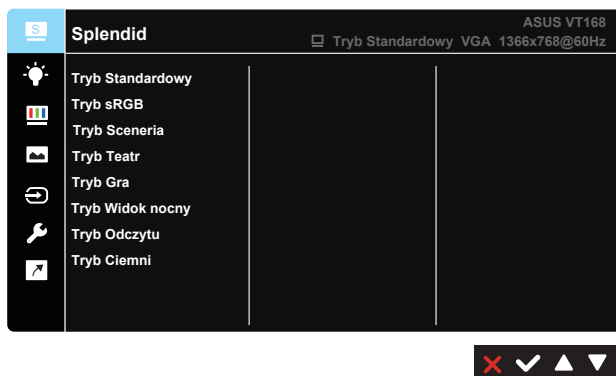 S
Splendid
ASUS VT168
Tryb Standardowy VGA 1366x768@60Hz
Tryb Standardowy
Tryb sRGB
Tryb Sceneria
Tryb Teatr
Tryb Gra
Tryb Widok nocny
Tryb Odczytu
Tryb Ciemni